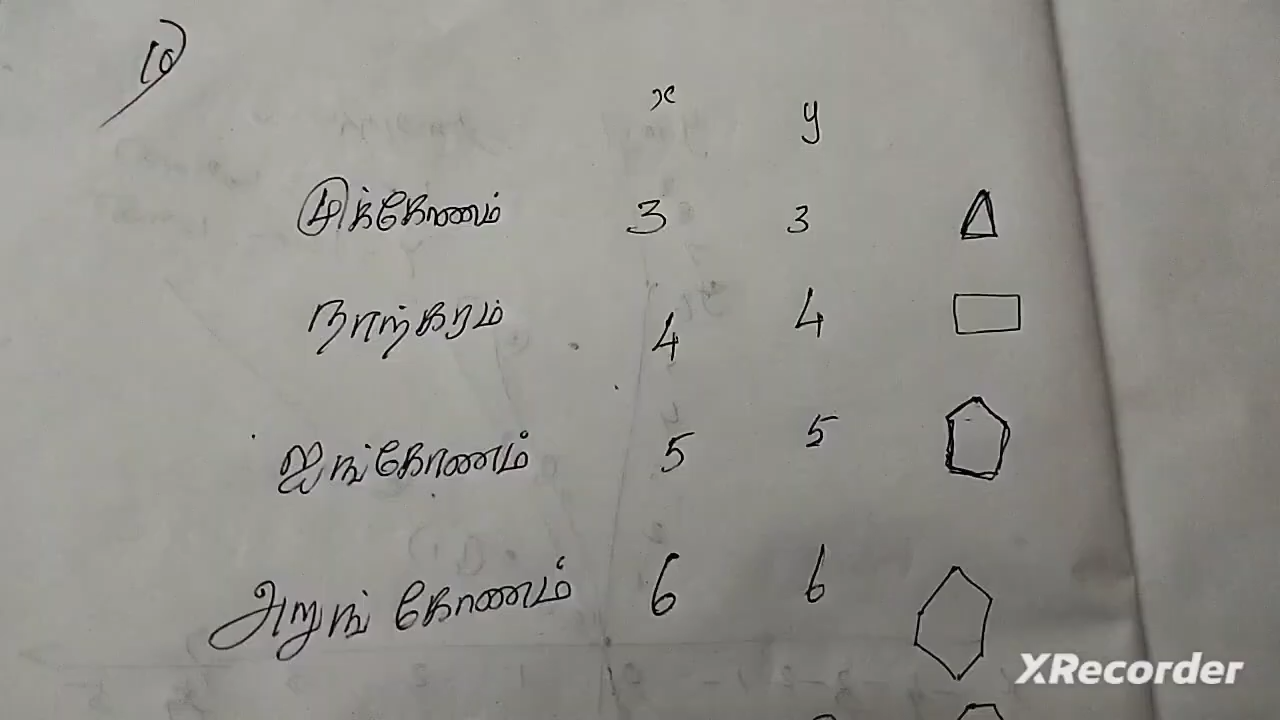 10)
x y
முக்கோணம் 3 3
நாற்கரம் 4 4
ஐங்கோணம் 5 5
அறுங் கோணம் 6 6
XRecorder